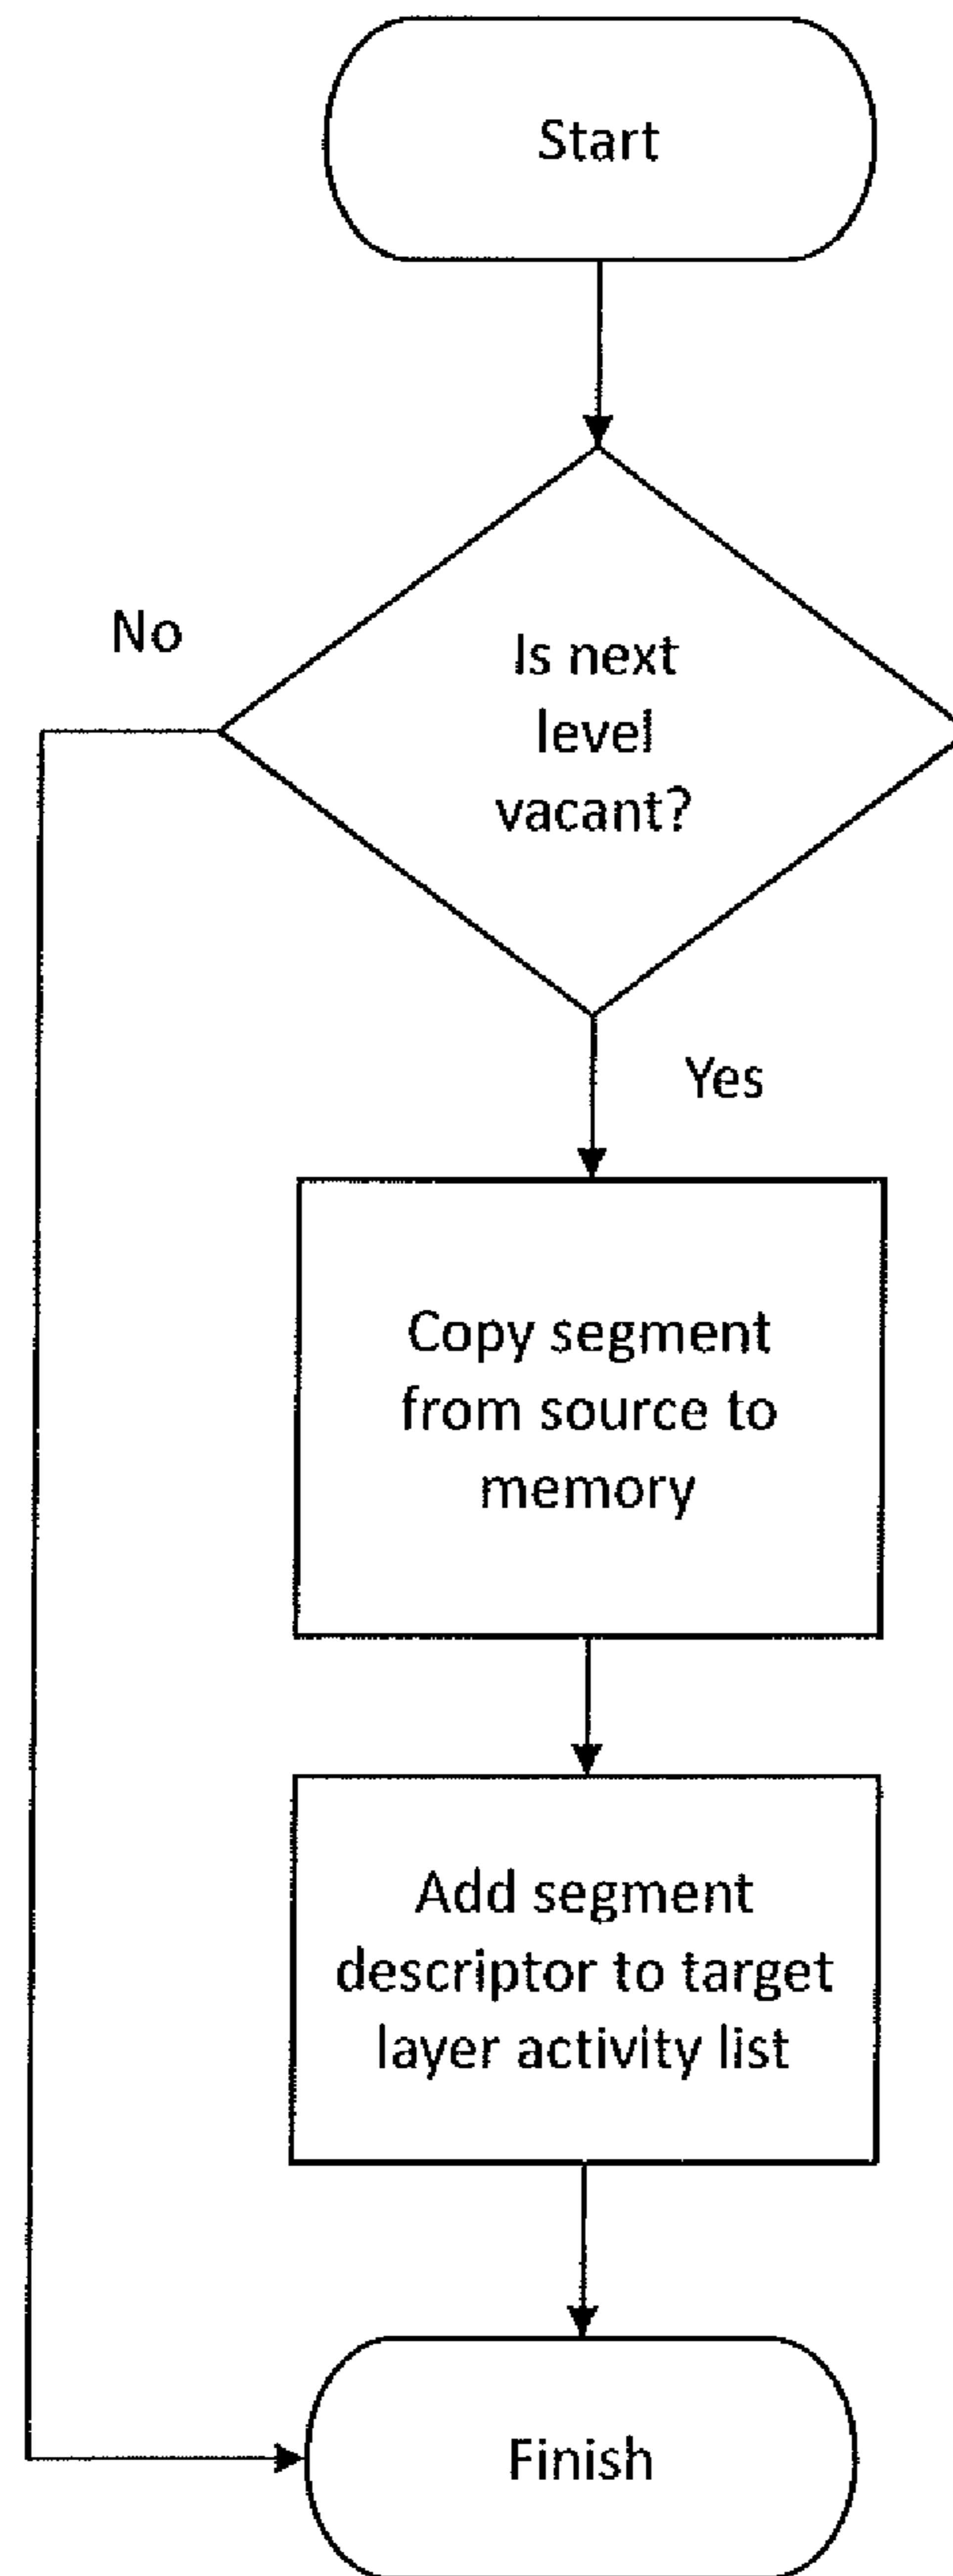 Start
No
Is next
level
vacant?
Yes
Copy segment
from source to
memory
Add segment
descriptor to target
layer activity list
Finish